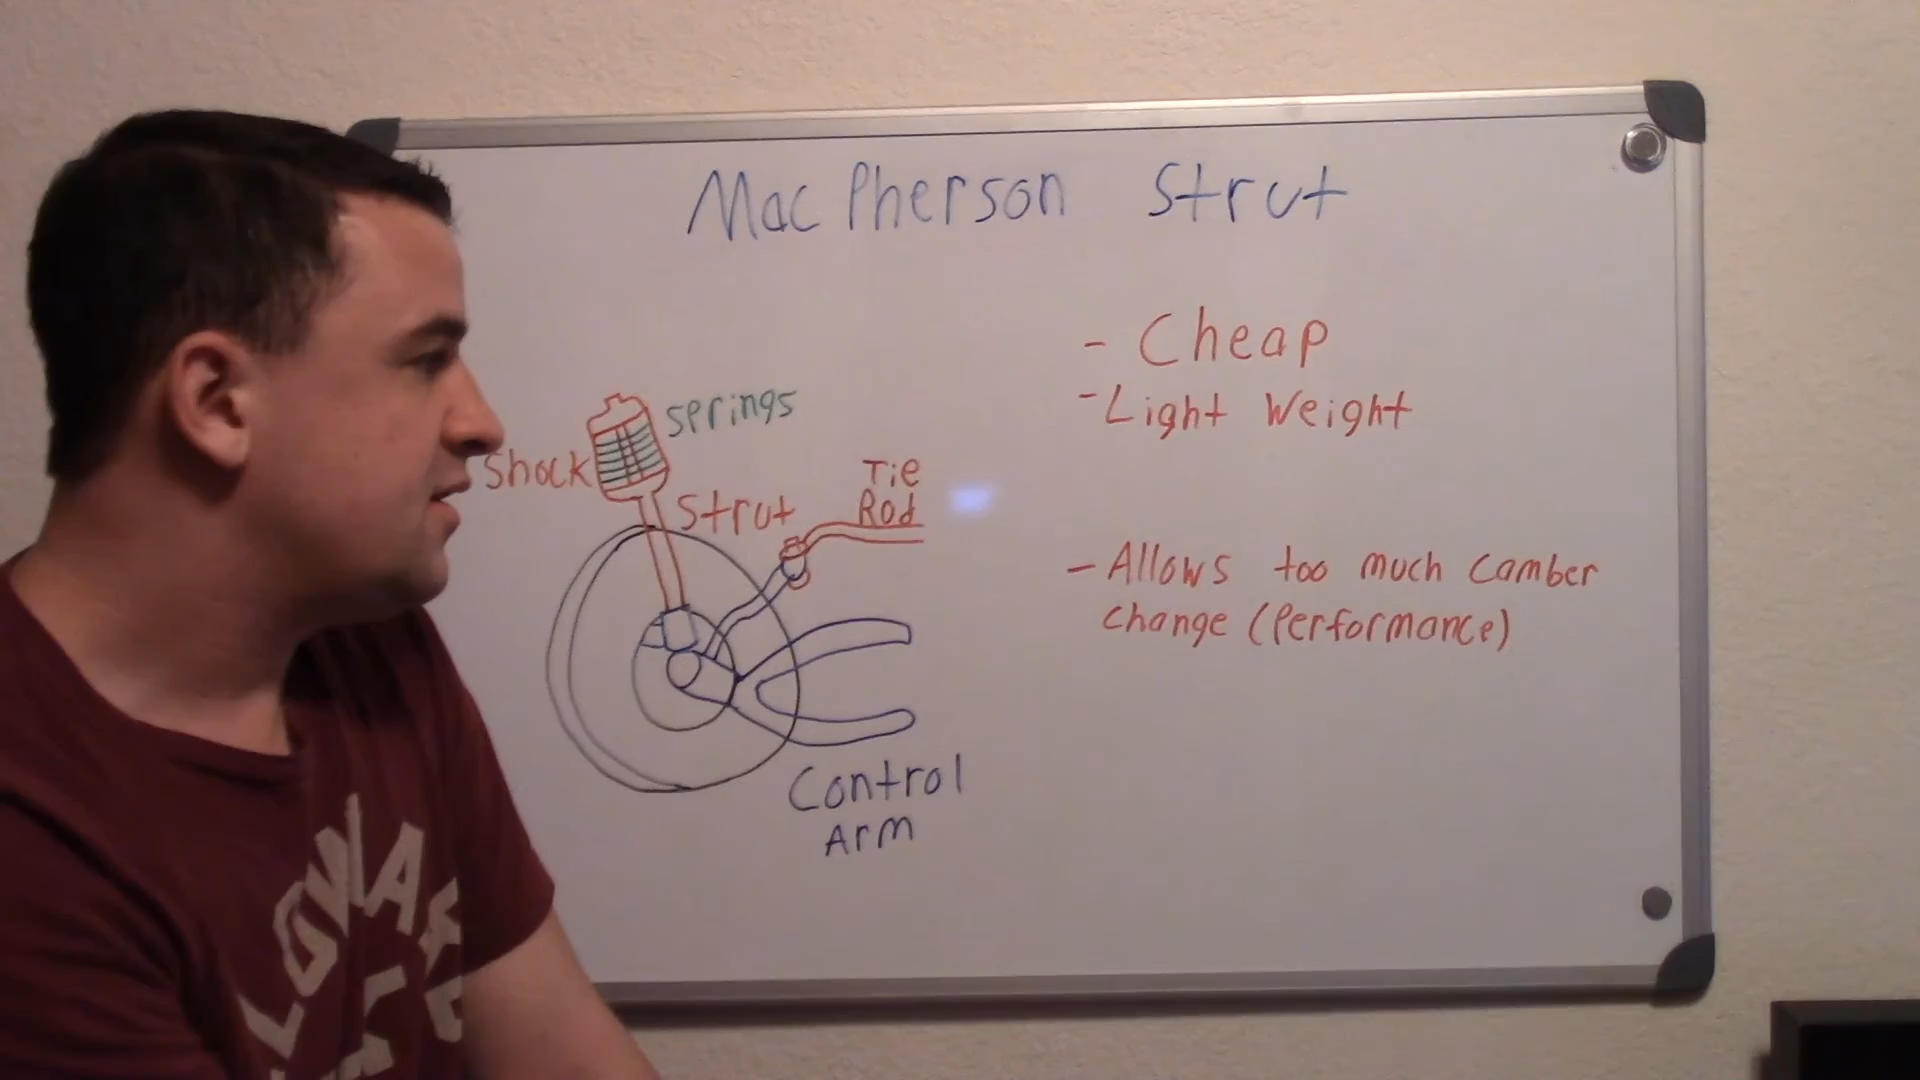 MacPherson Strut
- Cheap
- Light Weight
springs
Shock
Strut
Tie
Rod
- Allows too much camber
change (Performance)
Control
Arm